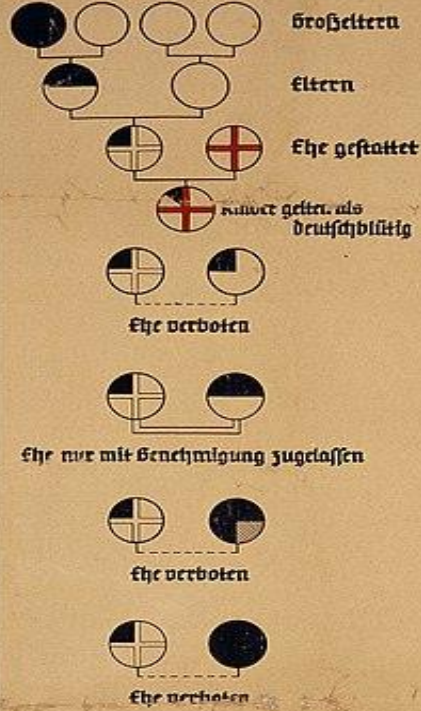 Großeltern
Eltern
Ehe gestattet
Kinder gelten als
deutschblütig
Ehe verboten
Ehe nur mit Genehmigung zugelassen
Ehe verboten
Ehe verboten